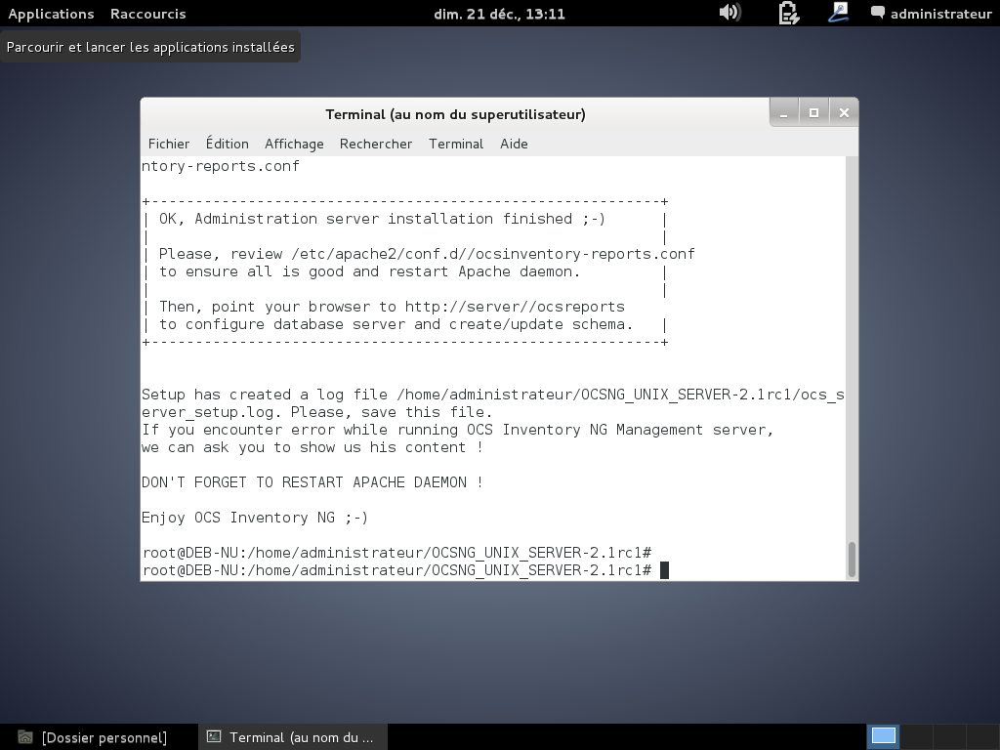 Applications Raccourcis dim. 21 déc., 13:11 administrateur
Parcourir et lancer les applications installées
Terminal (au nom du superutilisateur)
Fichier Édition Affichage Rechercher Terminal Aide
ntory-reports.conf
+----------------------------------------------------------+
| OK, Administration server installation finished ;-) |
| |
| Please, review /etc/apache2/conf.d//ocsinventory-reports.conf
| to ensure all is good and restart Apache daemon. |
| |
| Then, point your browser to http://server//ocsreports
| to configure database server and create/update schema. |
+----------------------------------------------------------+
Setup has created a log file /home/administrateur/OCSNG_UNIX_SERVER-2.1rc1/ocs_s
erver_setup.log. Please, save this file.
If you encounter error while running OCS Inventory NG Management server,
we can ask you to show us his content !
DON'T FORGET TO RESTART APACHE DAEMON !
Enjoy OCS Inventory NG ;-)
root@DEB-NU:/home/administrateur/OCSNG_UNIX_SERVER-2.1rc1#
root@DEB-NU:/home/administrateur/OCSNG_UNIX_SERVER-2.1rc1#
[Dossier personnel] Terminal (au nom du ...